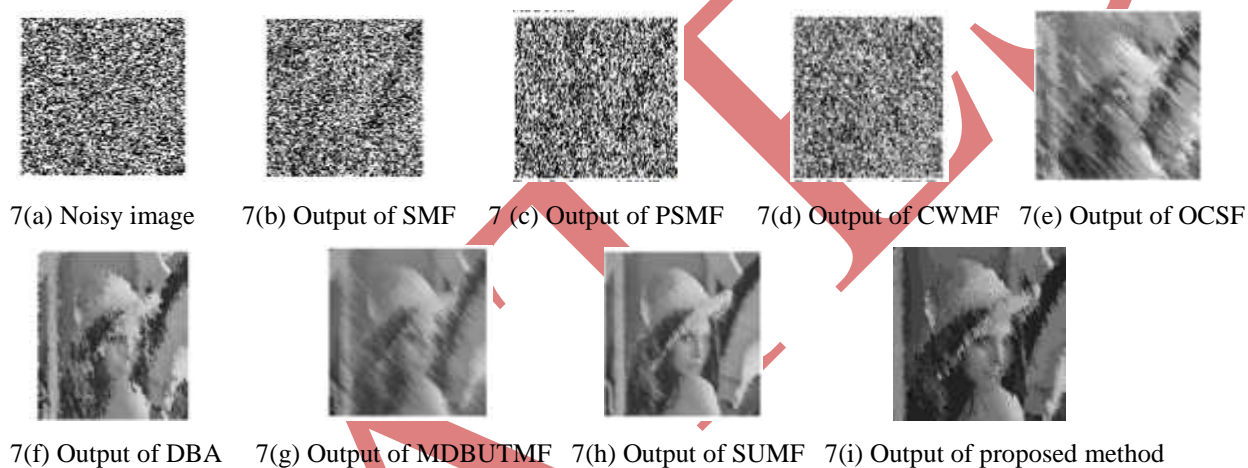 7(a) Noisy image 7(b) Output of SMF 7 (c) Output of PSMF 7(d) Output of CWMF 7(e) Output of OCSF
7(f) Output of DBA 7(g) Output of MDBUTMF 7(h) Output of SUMF 7(i) Output of proposed method